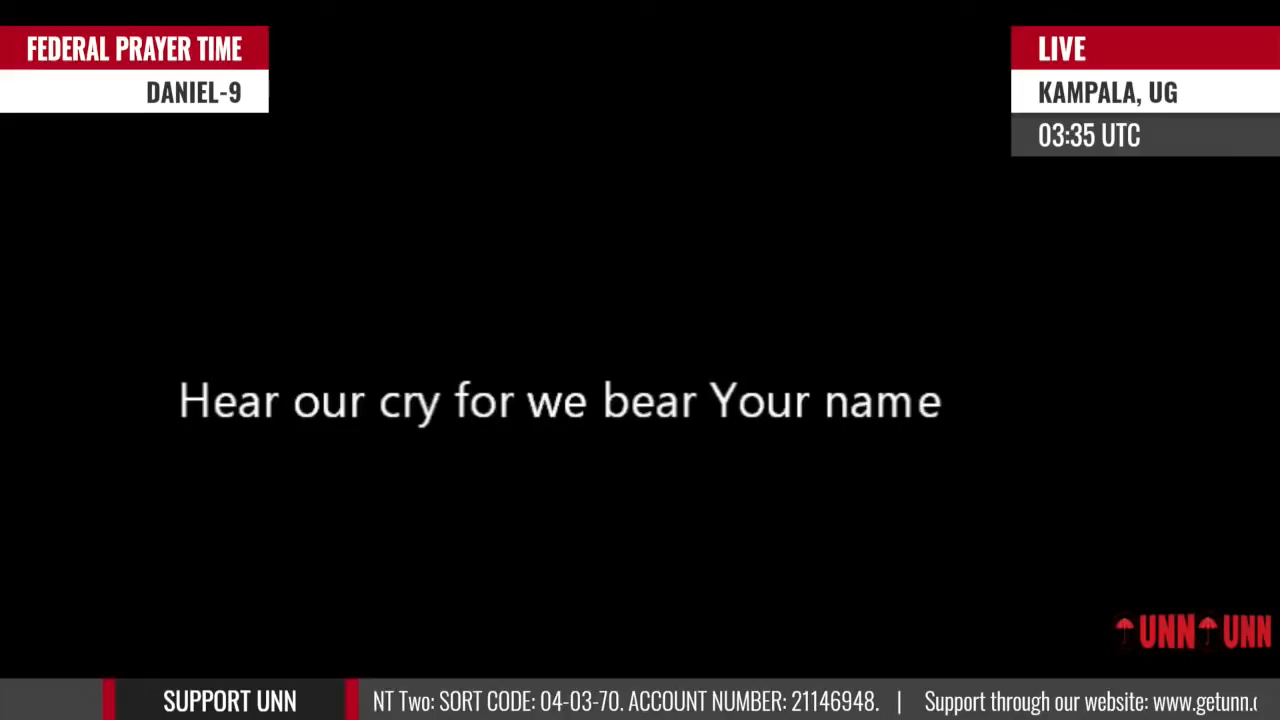 FEDERAL PRAYER TIME
DANIEL-9
LIVE
KAMPALA, UG
03:35 UTC
Hear our cry for we bear Your name
UNN UNN
SUPPORT UNN
NT Two: SORT CODE: 04-03-70. ACCOUNT NUMBER: 21146948. | Support through our website: www.getunn.c